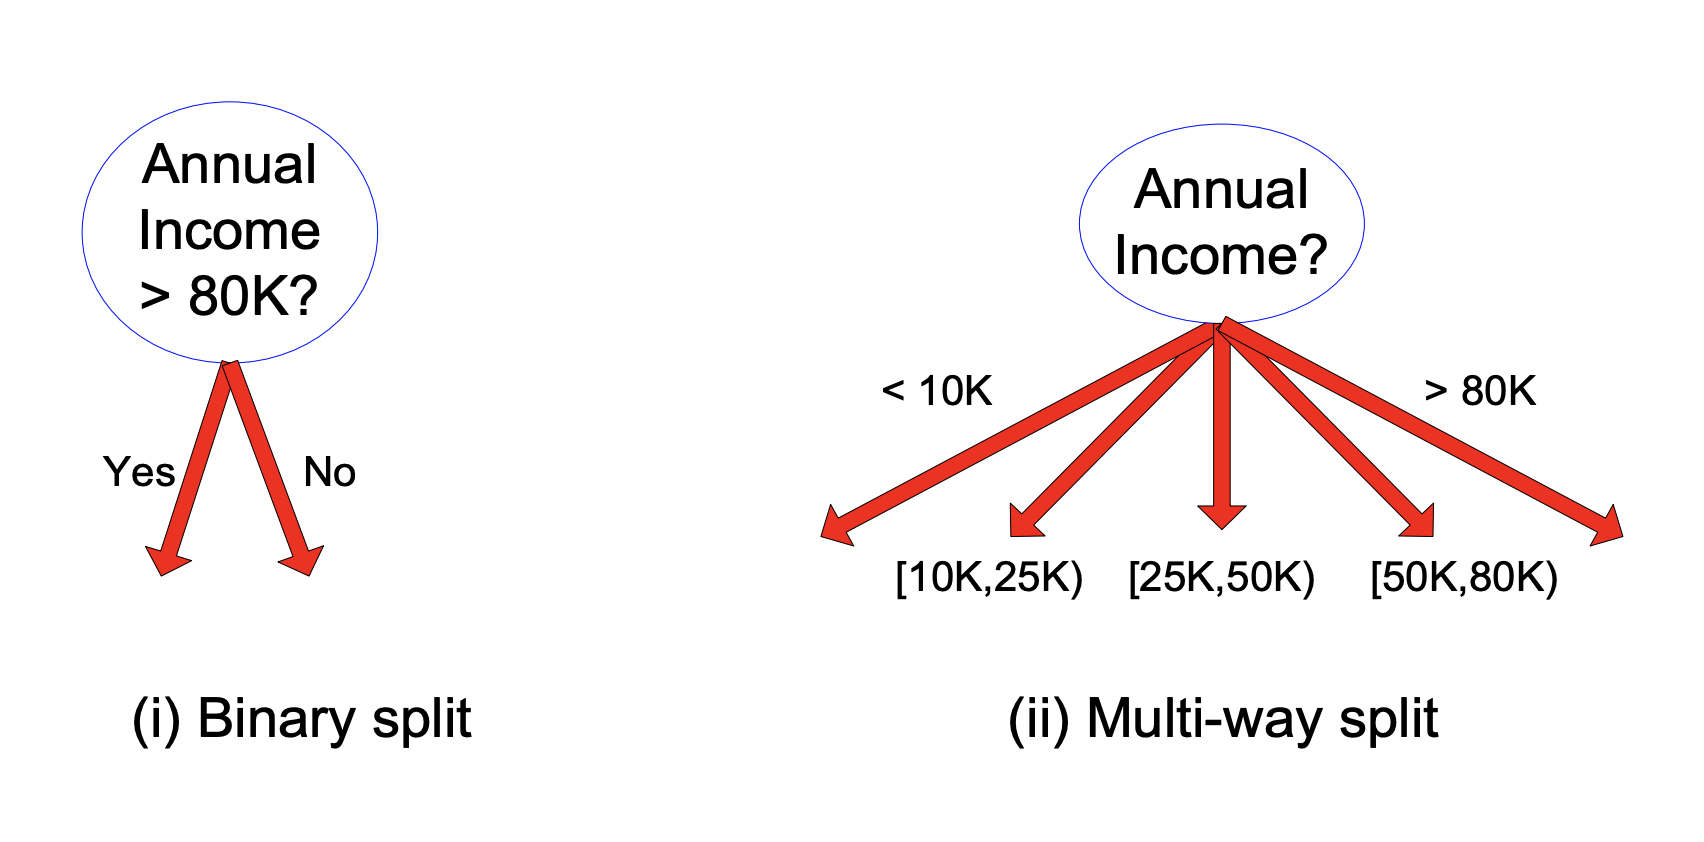 Annual
Income
> 80K?
Yes
No
(i) Binary split
Annual
Income?
< 10K
> 80K
[10K,25K)
[25K,50K)
[50K,80K)
(ii) Multi-way split